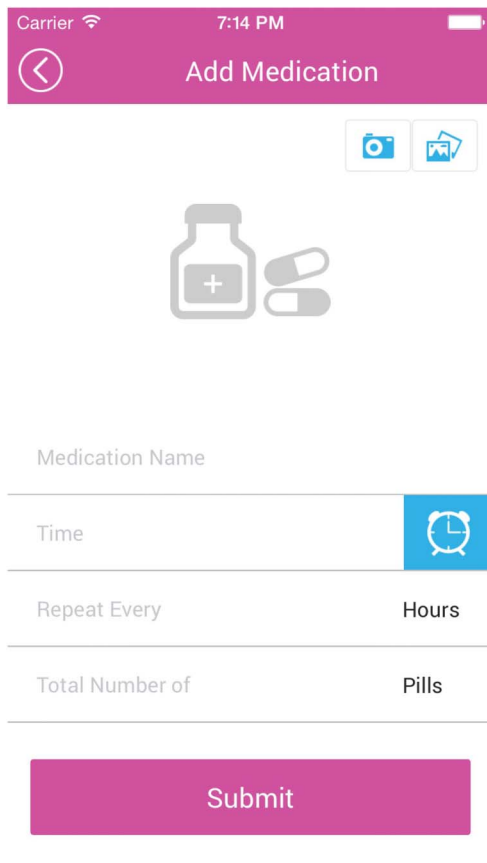 Carrier 7:14 PM
Add Medication
Medication Name
Time
Repeat Every Hours
Total Number of Pills
Submit